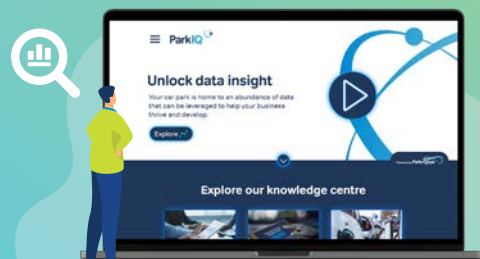 ParkIQ
Unlock data insight
Your car park is home to an abundance of data
that can be leveraged to help your business
thrive and develop.
Explore
Explore our knowledge centre